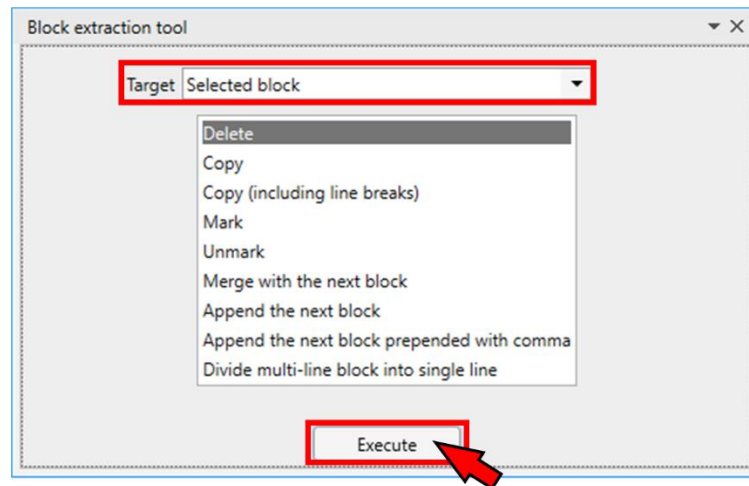 Block extraction tool
Target Selected block
Delete
Copy
Copy (including line breaks)
Mark
Unmark
Merge with the next block
Append the next block
Append the next block prepended with comma
Divide multi-line block into single line
Execute